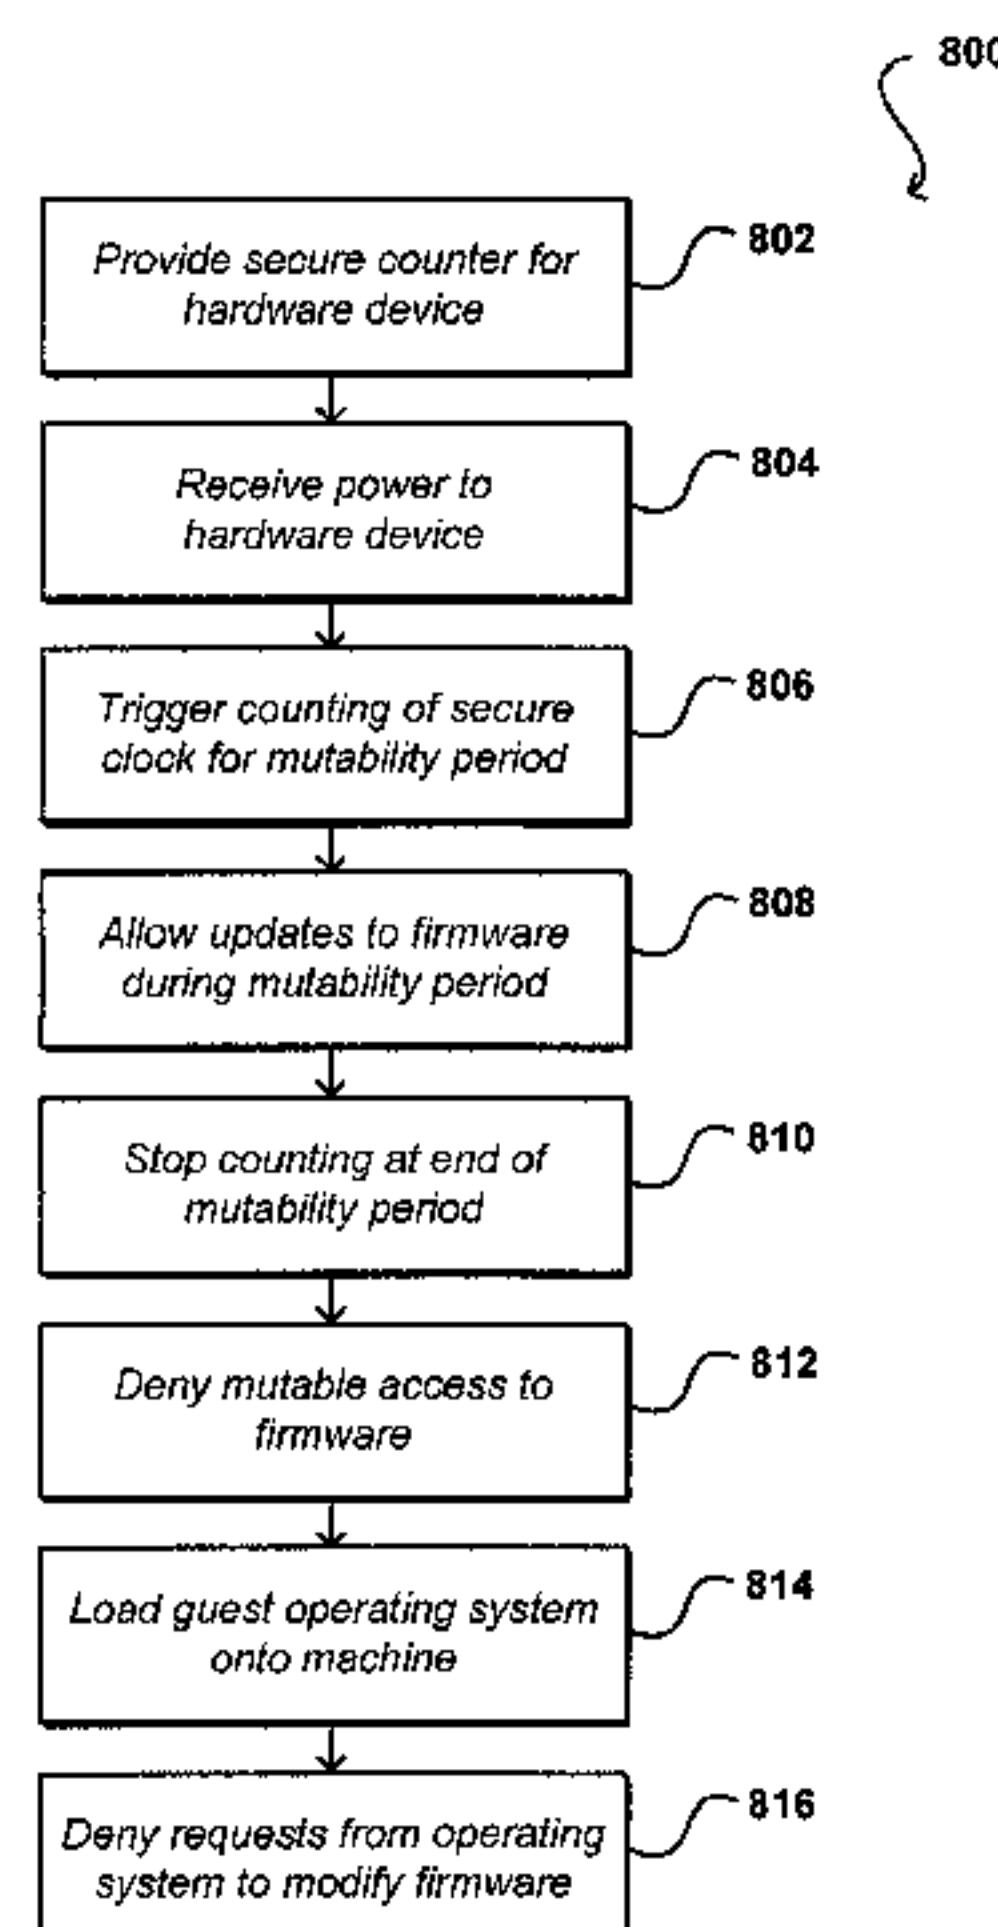 800
Provide secure counter for
hardware device
802
Receive power to
hardware device
804
Trigger counting of secure
clock for mutability period
806
Allow updates to firmware
during mutability period
808
Stop counting at end of
mutability period
810
Deny mutable access to
firmware
812
Load guest operating system
onto machine
814
Deny requests from operating
system to modify firmware
816